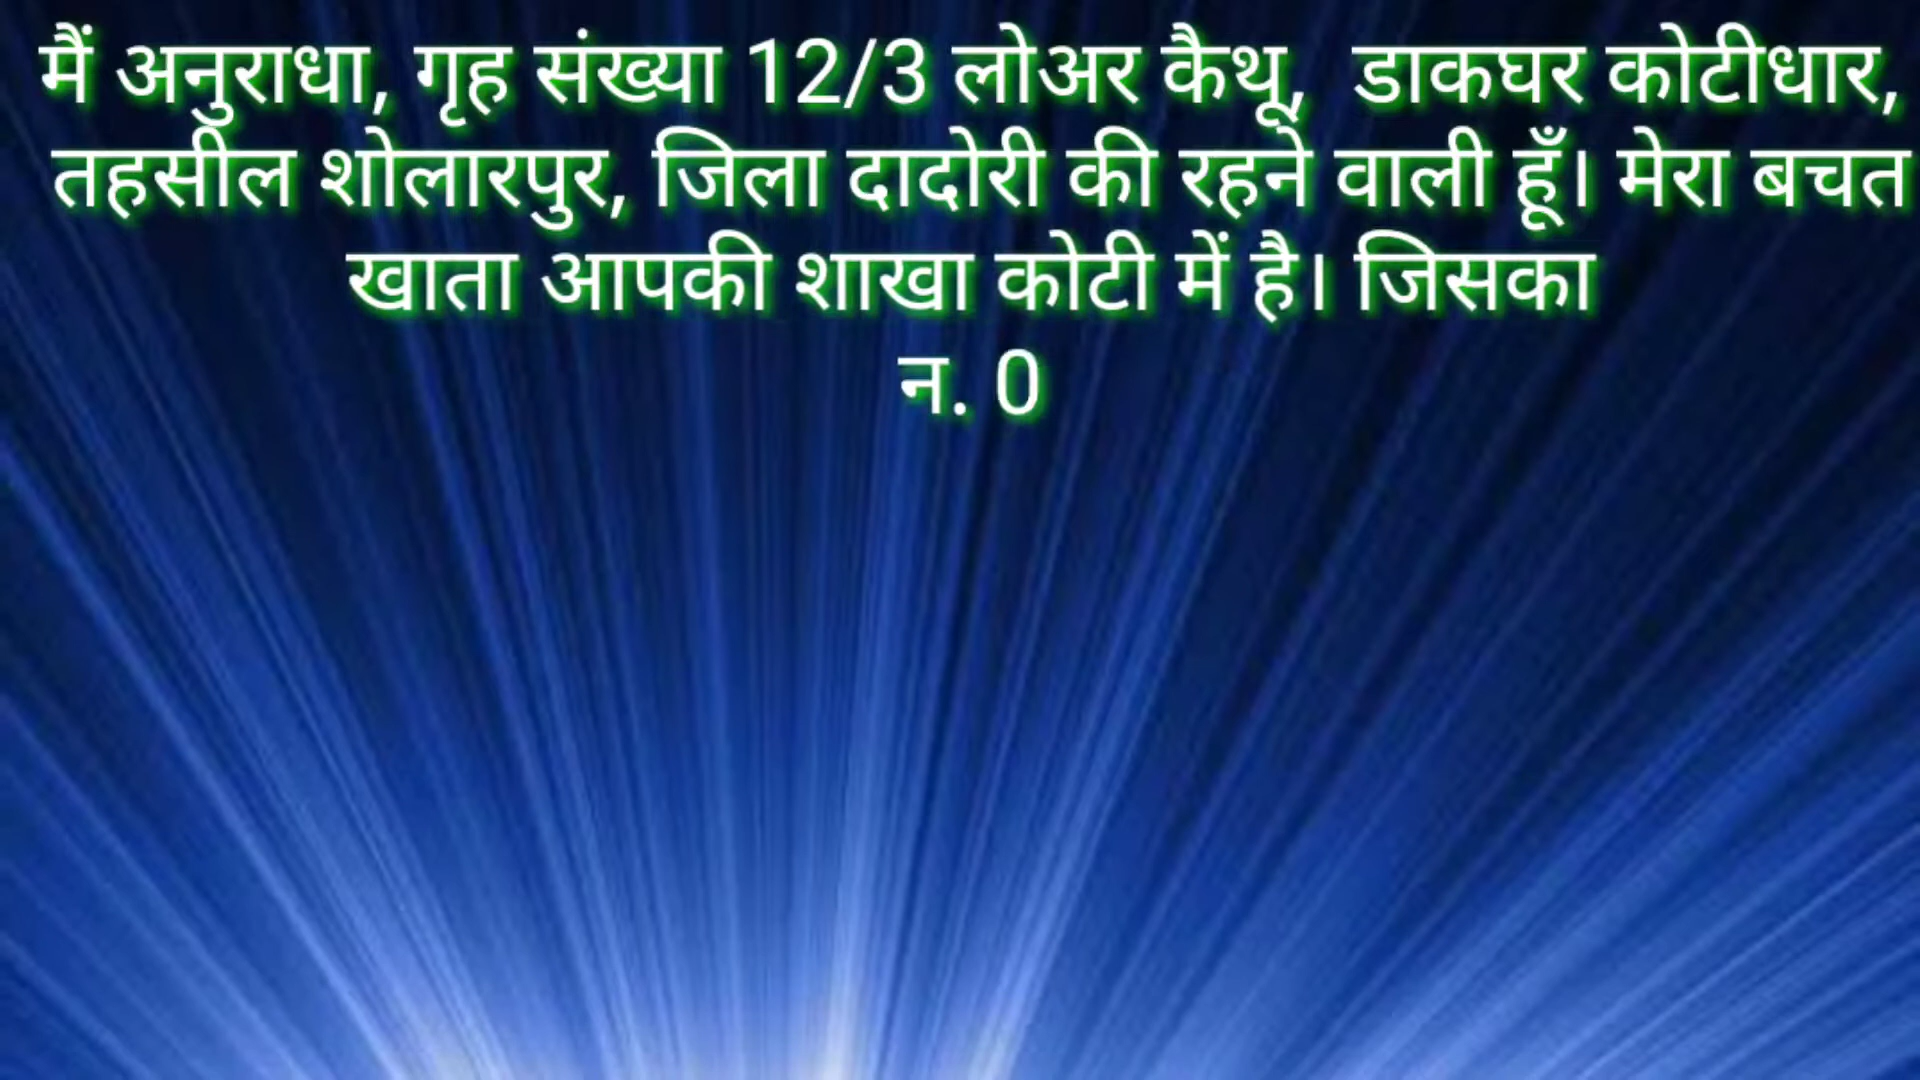 मैं अनुराधा, गृह संख्या 12/3 लोअर कैथू,  डाकघर कोटीधार,
तहसील शोलारपुर, जिला दादोरी की रहने वाली हूँ। मेरा बचत
खाता आपकी शाखा कोटी में है। जिसका
न. 0